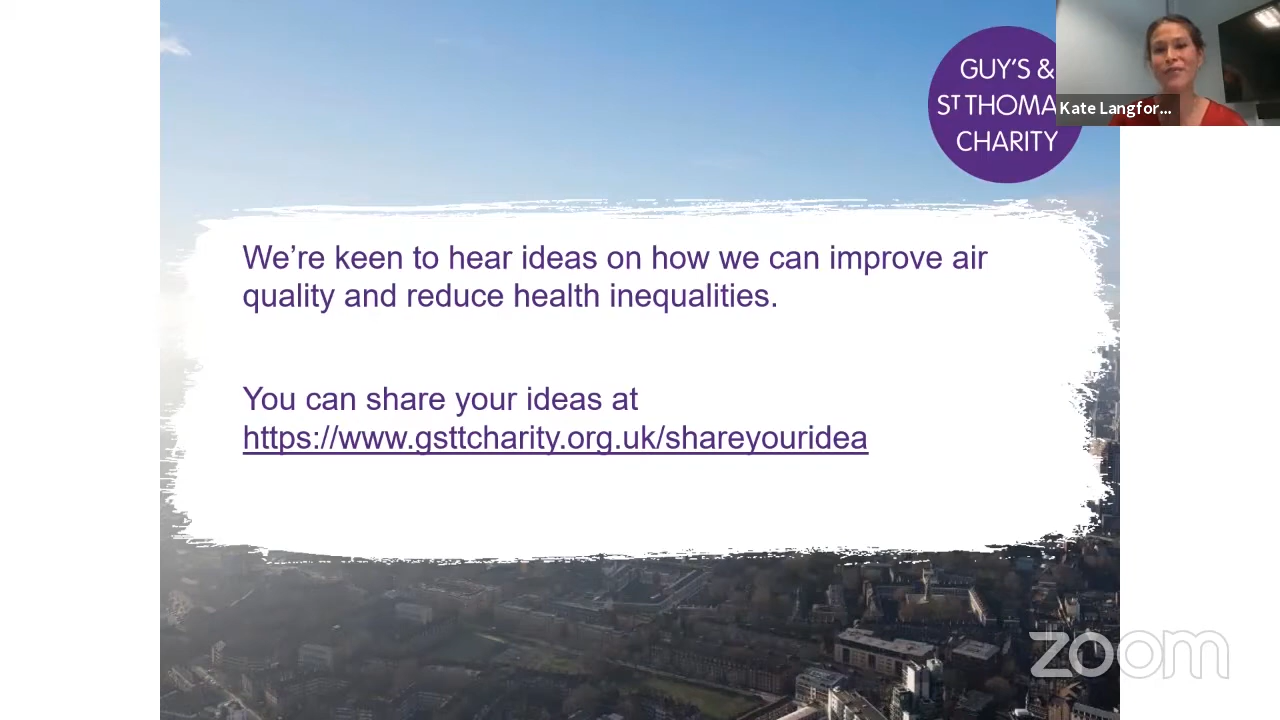 GUY'S &
ST THOMA
CHARITY
Kate Langfor...
We're keen to hear ideas on how we can improve air
quality and reduce health inequalities.
You can share your ideas at
https://www.gsttcharity.org.uk/shareyouridea
zoom